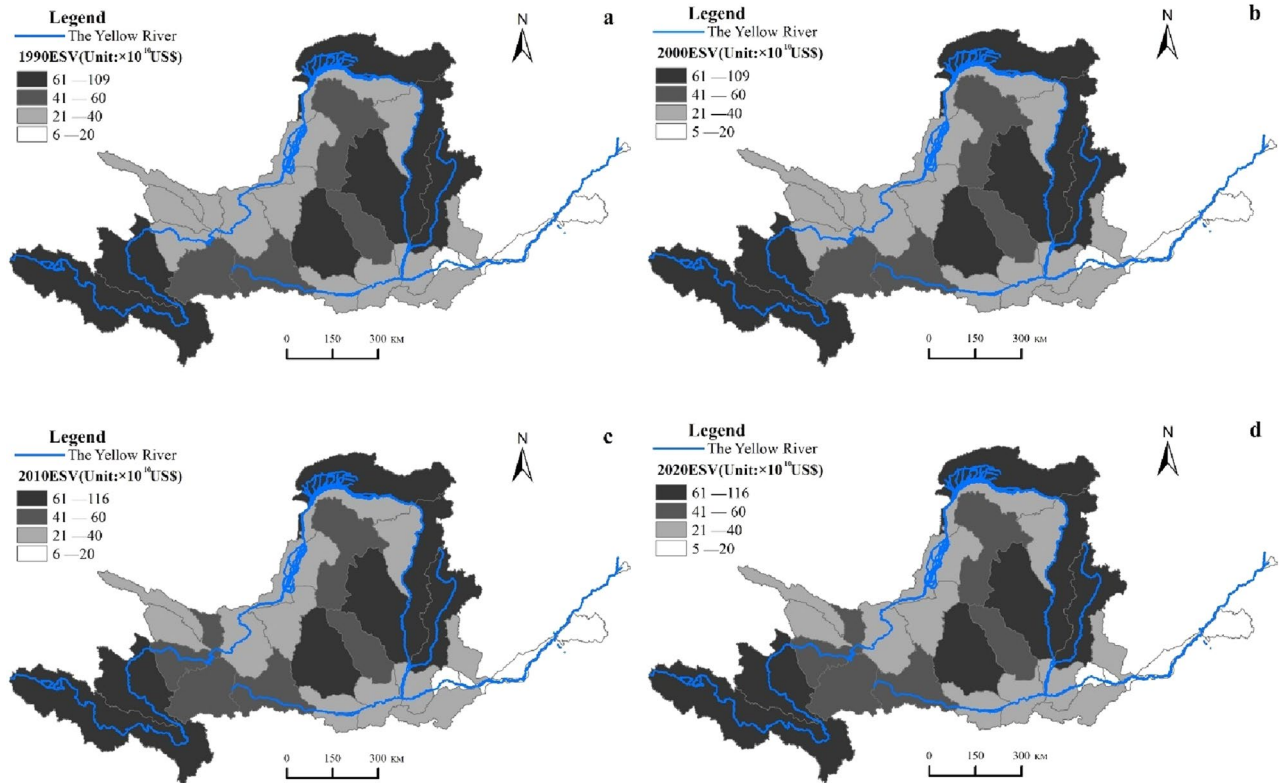 Legend
a
N
The Yellow River
1990ESV(Unit:×10¹⁰US$)
61 —109
41 — 60
21 — 40
6 —20
0 150 300 KM
Legend
b
N
The Yellow River
2000ESV(Unit:×10¹⁰US$)
61 —109
41 — 60
21 —40
5 —20
0 150 300 KM
Legend
c
N
The Yellow River
2010ESV(Unit:×10¹⁰US$)
61 —116
41 — 60
21 —40
6 —20
0 150 300 KM
Legend
d
N
The Yellow River
2020ESV(Unit:×10¹⁰US$)
61 —116
41 — 60
21 — 40
5 —20
0 150 300 KM